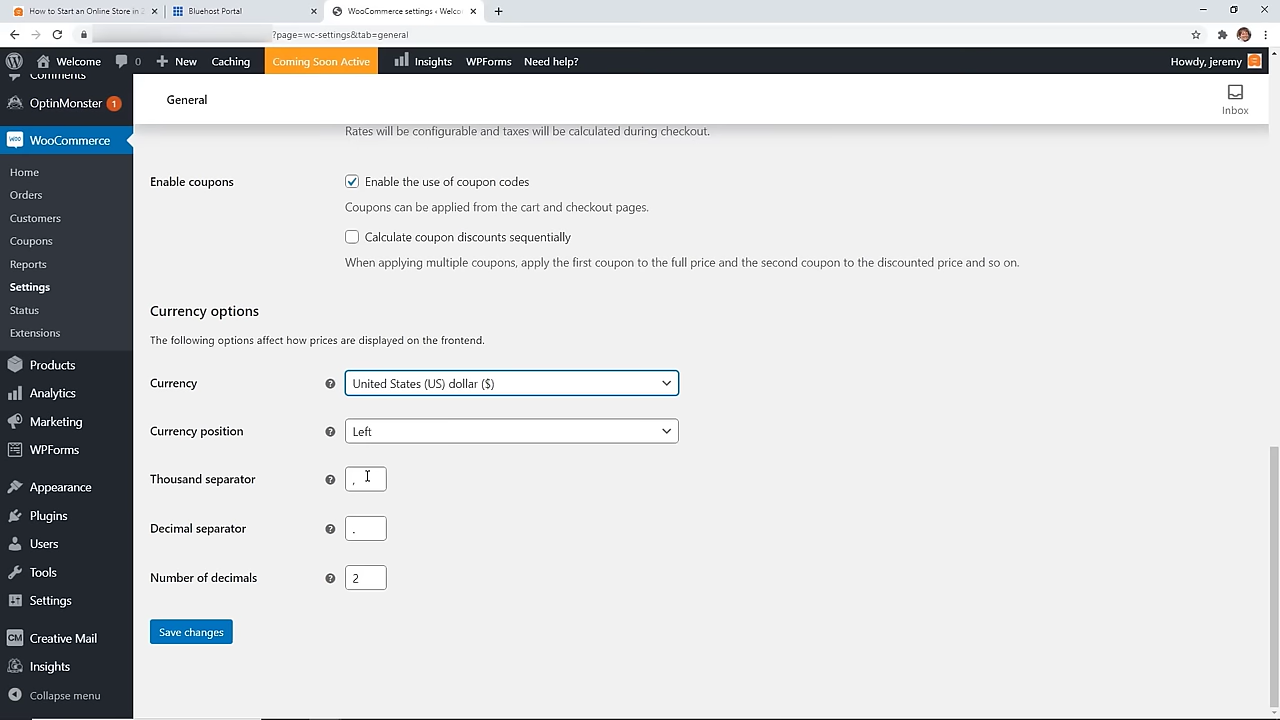 How to Start an Online Store in 2
Bluehost Portal
WooCommerce settings ‹ Welco
?page=wc-settings&tab=general
Welcome
0
New
Caching
Coming Soon Active
Insights
WPForms
Need help?
Howdy, jeremy
Comments
OptinMonster 1
WooCommerce
Home
Orders
Customers
Coupons
Reports
Settings
Status
Extensions
Products
Analytics
Marketing
WPForms
Appearance
Plugins
Users
Tools
Settings
CM Creative Mail
Insights
Collapse menu
General
Inbox
Rates will be configurable and taxes will be calculated during checkout.
Enable coupons
Enable the use of coupon codes
Coupons can be applied from the cart and checkout pages.
Calculate coupon discounts sequentially
When applying multiple coupons, apply the first coupon to the full price and the second coupon to the discounted price and so on.
Currency options
The following options affect how prices are displayed on the frontend.
Currency
United States (US) dollar ($)
Currency position
Left
Thousand separator
,
Decimal separator
.
Number of decimals
2
Save changes